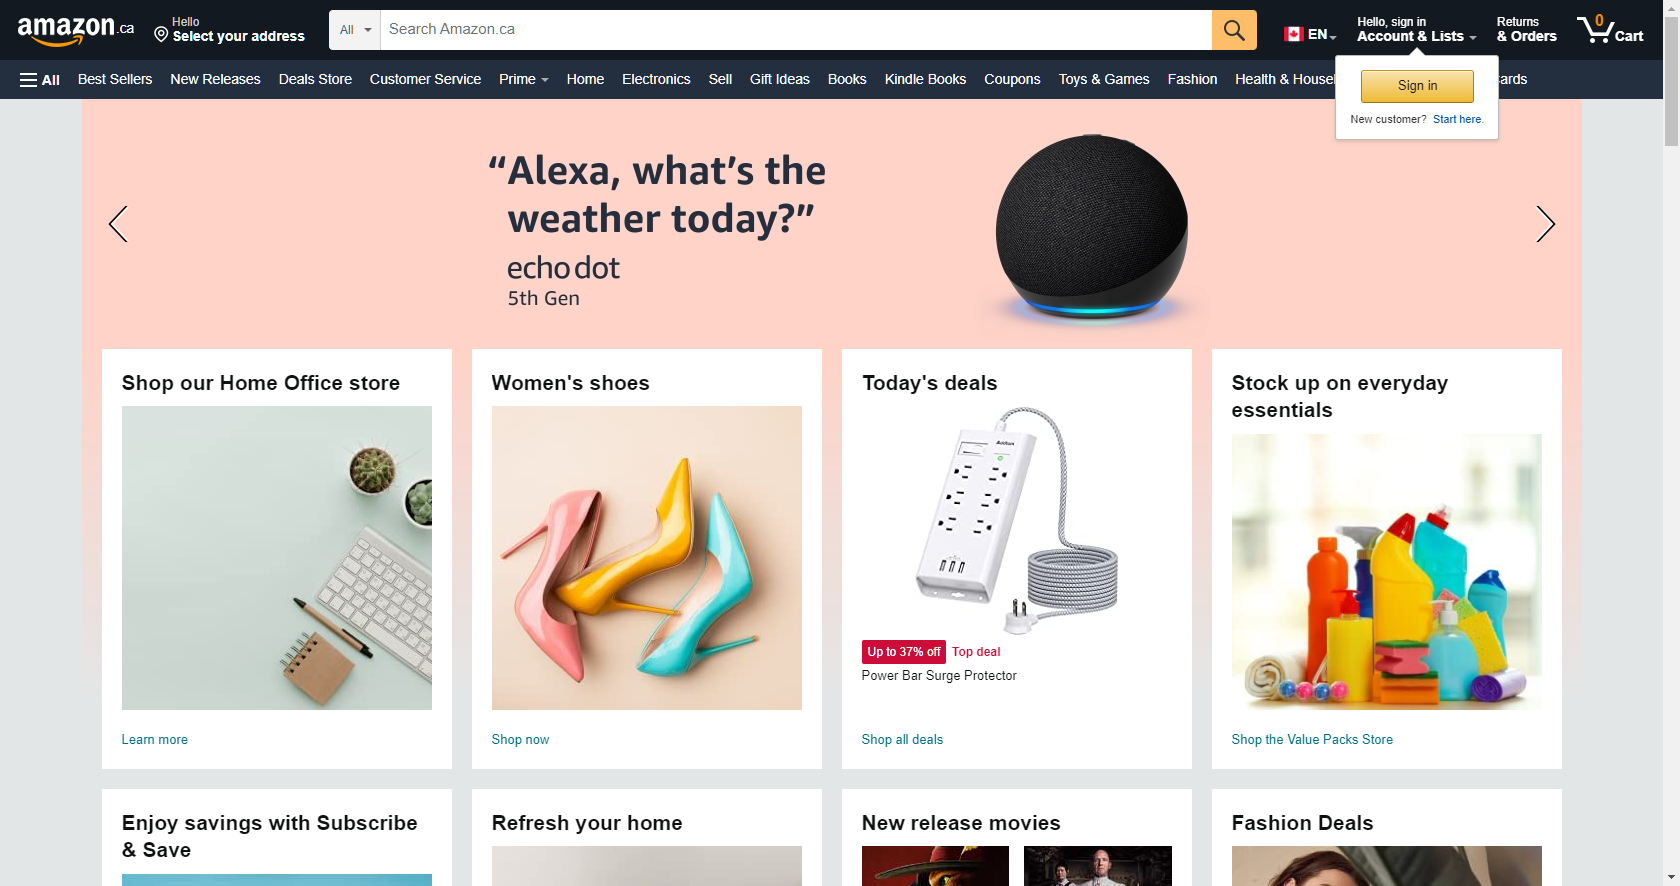 amazon.ca
Hello
Select your address
All
Search Amazon.ca
EN
Hello, sign in
Account & Lists
Returns
& Orders
0
Cart
All
Best Sellers
New Releases
Deals Store
Customer Service
Prime
Home
Electronics
Sell
Gift Ideas
Books
Kindle Books
Coupons
Toys & Games
Fashion
Health &
Sign in
New customer? Start here.
“Alexa, what’s the
weather today?”
echo dot
5th Gen
Shop our Home Office store
Learn more
Women's shoes
Shop now
Today's deals
Up to 37% off
Top deal
Power Bar Surge Protector
Shop all deals
Stock up on everyday
essentials
Shop the Value Packs Store
Enjoy savings with Subscribe
& Save
Refresh your home
New release movies
Fashion Deals